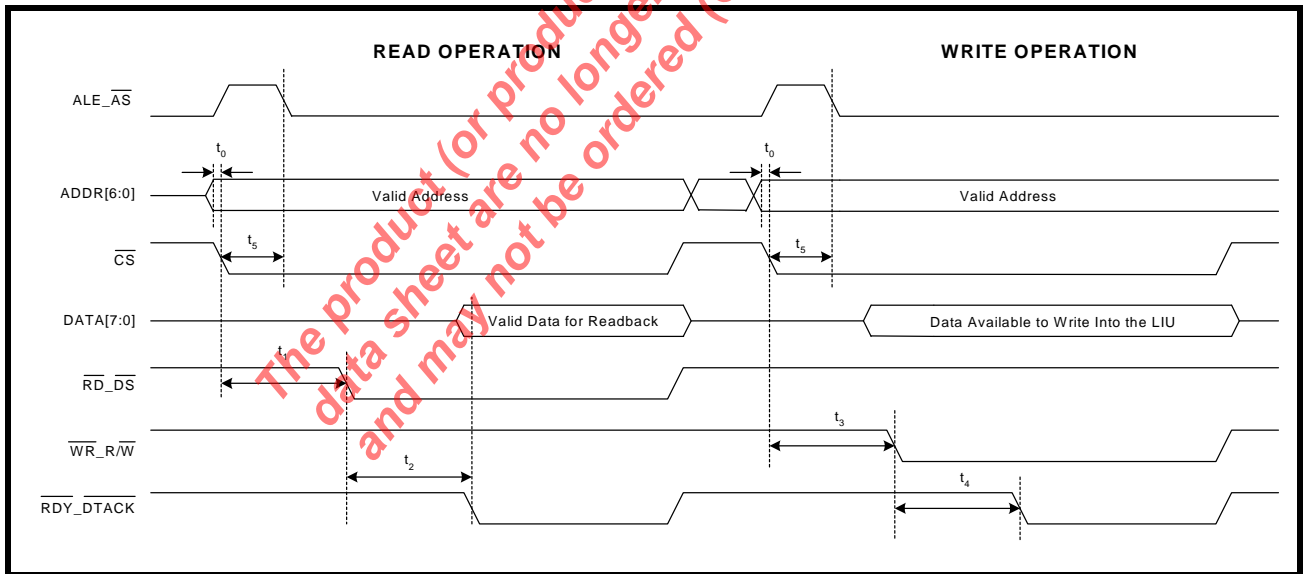 READ OPERATION
WRITE OPERATION
ALE_AS
t0
t0
ADDR[6:0]
Valid Address
Valid Address
CS
t5
t5
DATA[7:0]
Valid Data for Readback
Data Available to Write Into the LIU
t1
RD_DS
t3
WR_R/W
t2
t4
RDY_DTACK
The product (or produc
data sheet are no longe
and may not be ordered (